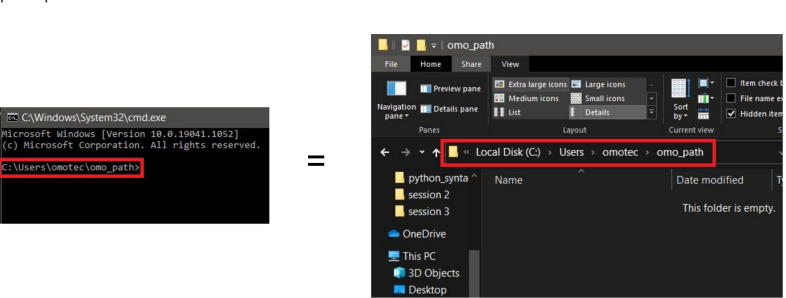 C:\Windows\System32\cmd.exe
Microsoft Windows [Version 10.0.19041.1052]
(c) Microsoft Corporation. All rights reserved.
C:\Users\omotec\omo_path>
=
omo_path
File Home Share View
Navigation pane
Preview pane
Details pane
Panes
Extra large icons Large icons
Medium icons Small icons
List Details
Layout
Sort by
Current view
Item check b
File name ex
Hidden item
S
« Local Disk (C:) › Users › omotec › omo_path
python_synta
session 2
session 3
OneDrive
This PC
3D Objects
Desktop
Name Date modified Ty
This folder is empty.